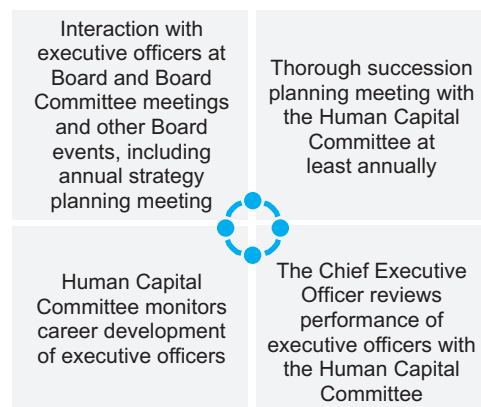 Interaction with
executive officers at
Board and Board
Committee meetings
and other Board
events, including
annual strategy
planning meeting
Thorough succession
planning meeting with
the Human Capital
Committee at
least annually
Human Capital
Committee monitors
career development
of executive officers
The Chief Executive
Officer reviews
performance of
executive officers with
the Human Capital
Committee